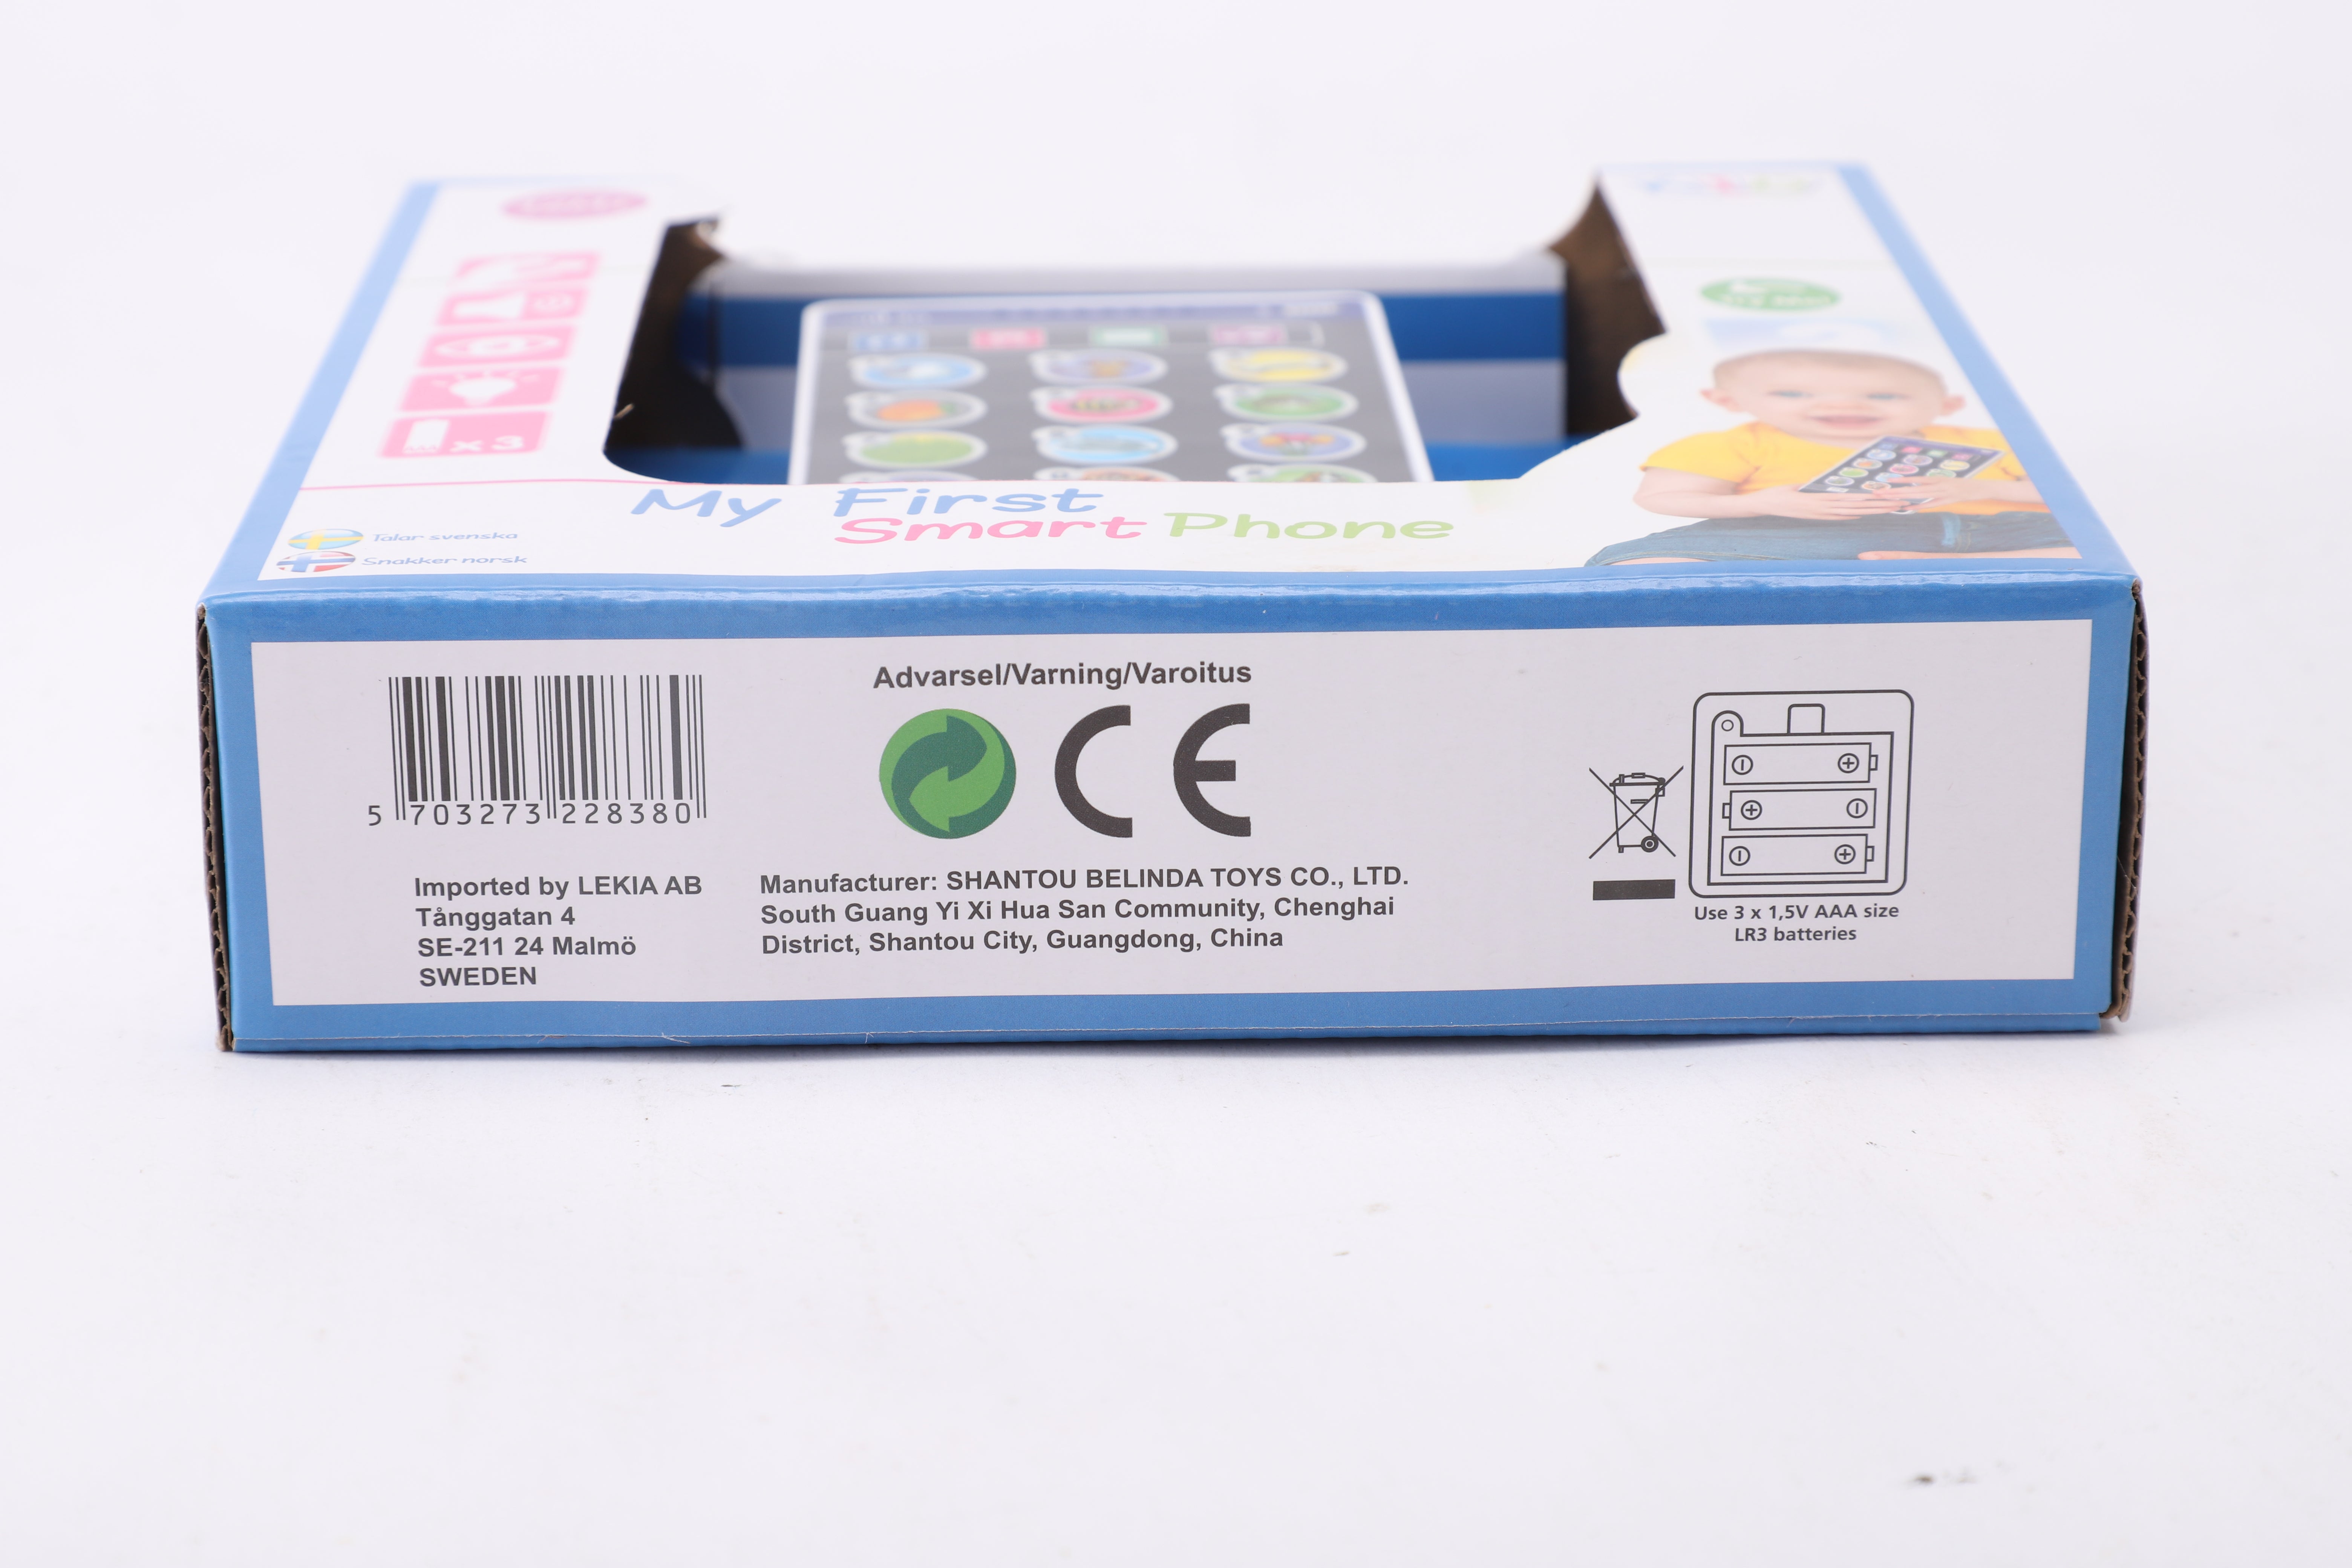 x 3
My First
Smart Phone
Talar svenska
Snakker norsk
Advarsel/Varning/Varoitus
CE
5 703273 228380
Imported by LEKIA AB
Tånggatan 4
SE-211 24 Malmö
SWEDEN
Manufacturer: SHANTOU BELINDA TOYS CO., LTD.
South Guang Yi Xi Hua San Community, Chenghai
District, Shantou City, Guangdong, China
Use 3 x 1,5V AAA size
LR3 batteries